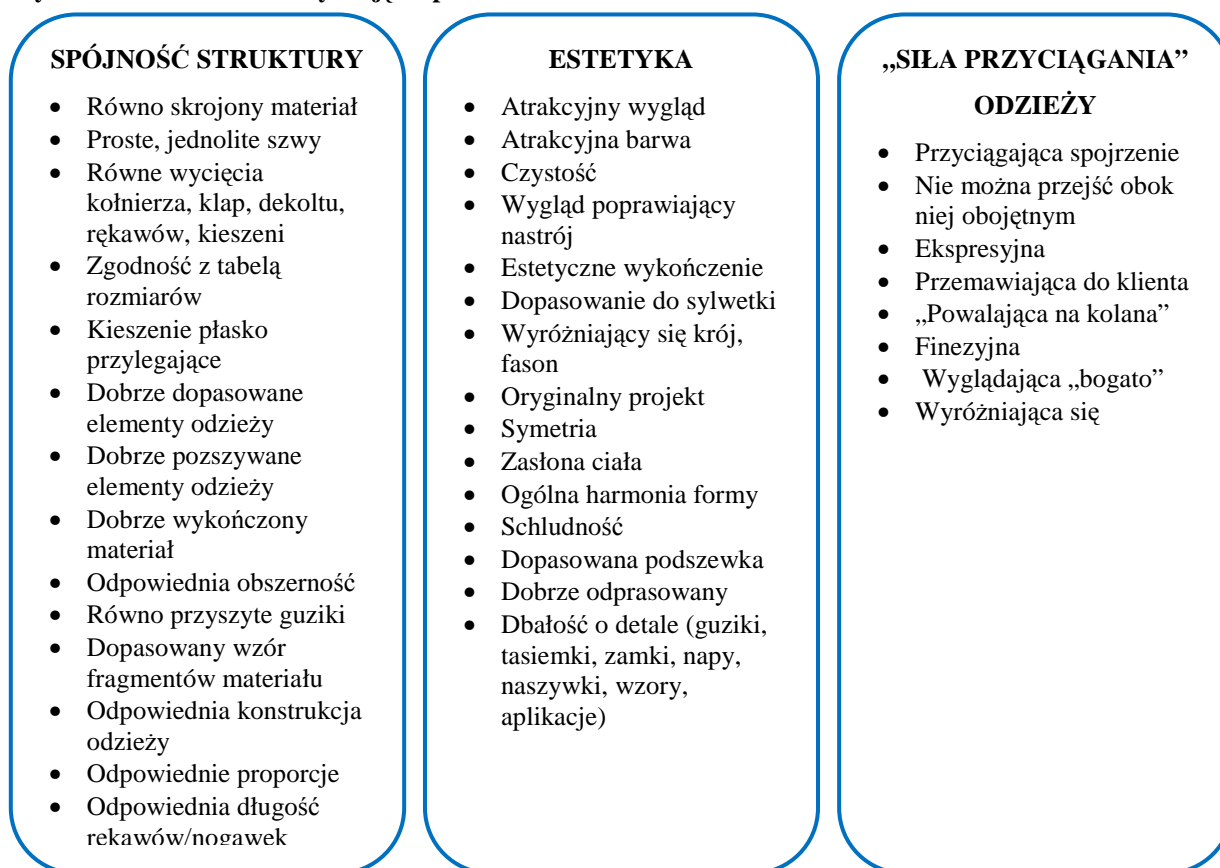 SPÓJNOŚĆ STRUKTURY
• Równo skrojony materiał
• Proste, jednolite szwy
• Równe wycięcia
kołnierza, klap, dekoltu,
rękawów, kieszeni
• Zgodność z tabelą
rozmiarów
• Kieszenie płasko
przylegające
• Dobrze dopasowane
elementy odzieży
• Dobrze pozszywane
elementy odzieży
• Dobrze wykończony
materiał
• Odpowiednia obszerność
• Równo przyszyte guziki
• Dopasowany wzór
fragmentów materiału
• Odpowiednia konstrukcja
odzieży
• Odpowiednie proporcje
• Odpowiednia długość
rękawów/nogawek
ESTETYKA
• Atrakcyjny wygląd
• Atrakcyjna barwa
• Czystość
• Wygląd poprawiający
nastrój
• Estetyczne wykończenie
• Dopasowanie do sylwetki
• Wyróżniający się krój,
fason
• Oryginalny projekt
• Symetria
• Zasłona ciała
• Ogólna harmonia formy
• Schludność
• Dopasowana podszewka
• Dobrze odprasowany
• Dbałość o detale (guziki,
tasiemki, zamki, napy,
naszywki, wzory,
aplikacje)
„SIŁA PRZYCIĄGANIA”
ODZIEŻY
• Przyciągająca spojrzenie
• Nie można przejść obok
niej obojętnym
• Ekspresyjna
• Przemawiająca do klienta
• „Powalająca na kolana”
• Finezyjna
• Wyglądająca „bogato”
• Wyróżniająca się